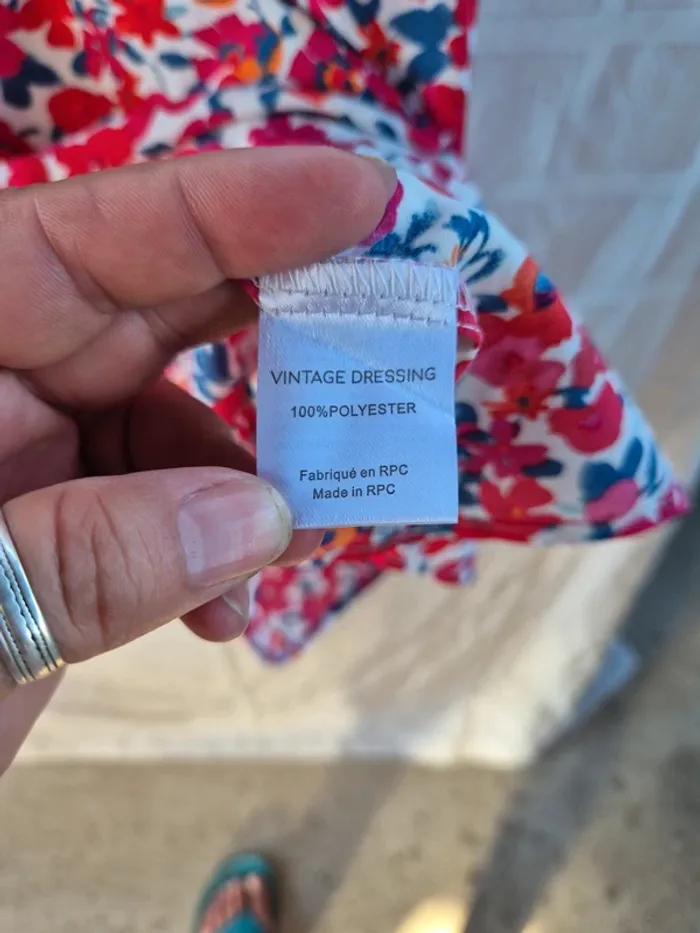 VINTAGE DRESSING
100%POLYESTER
Fabriqué en RPC
Made in RPC